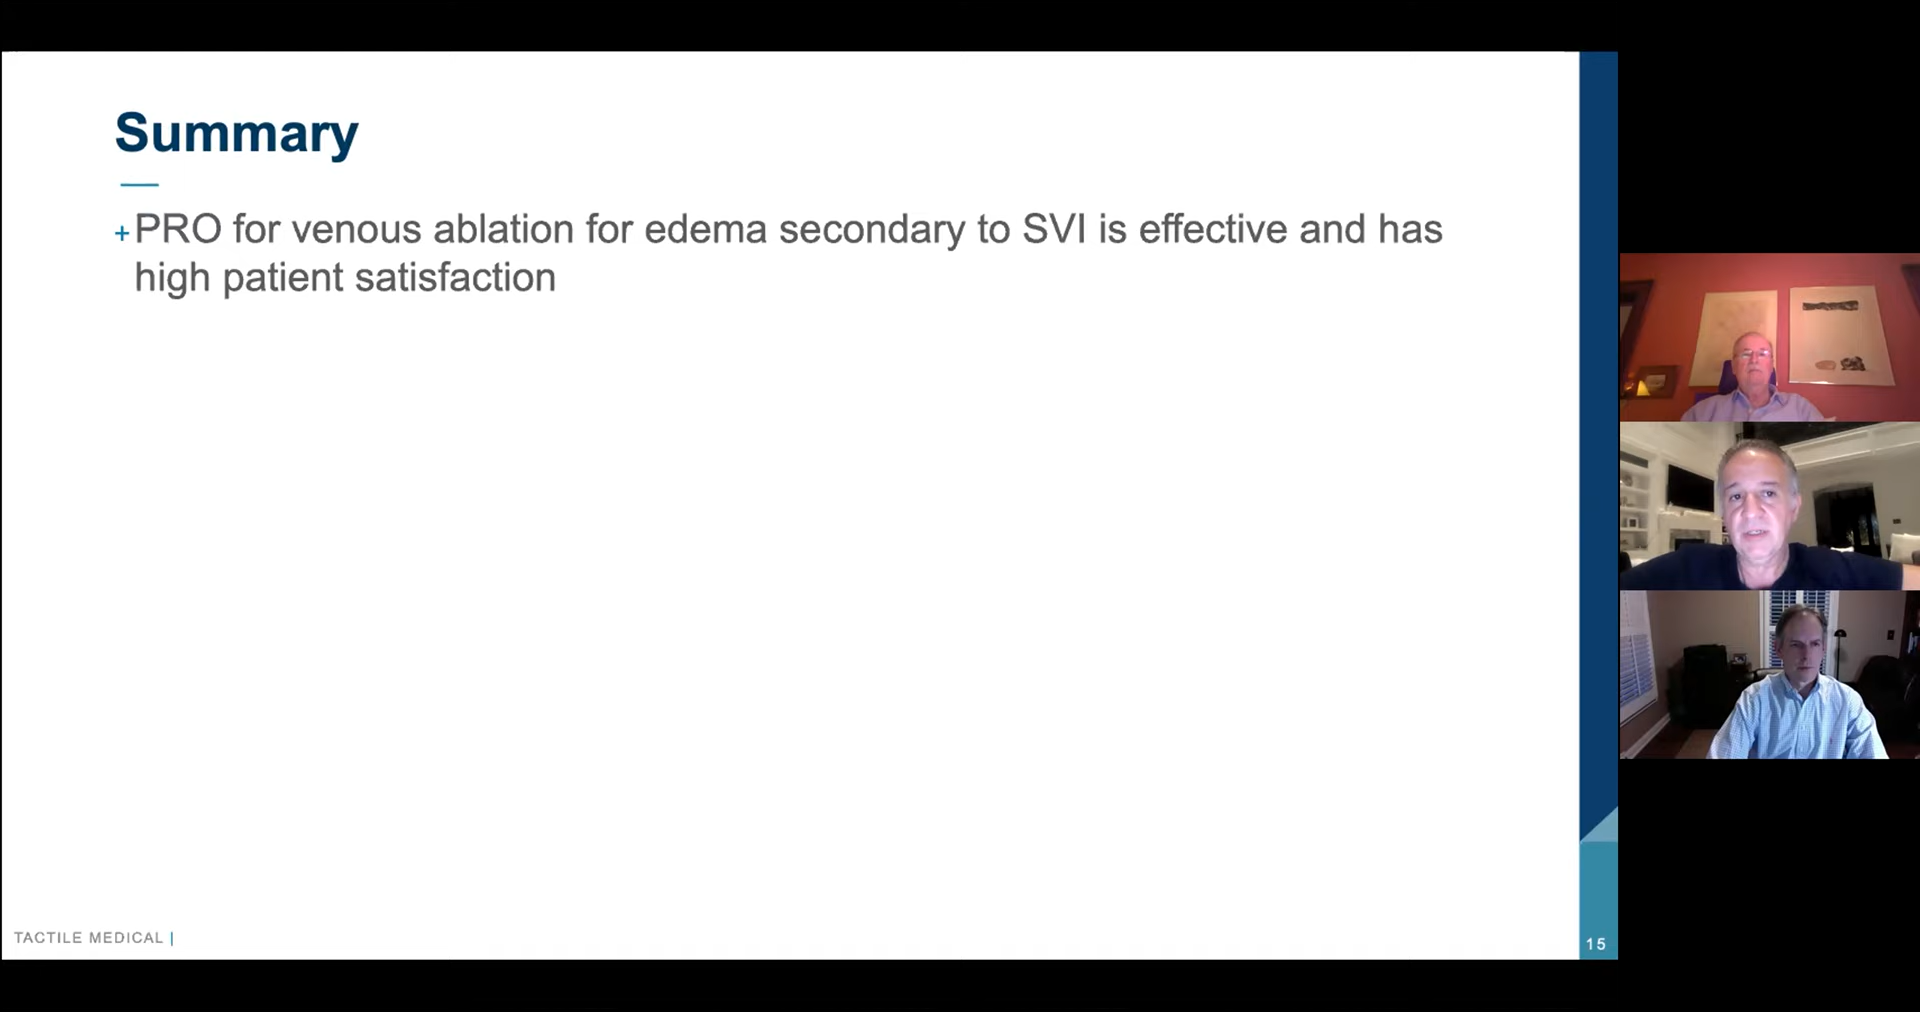 Summary
+PRO for venous ablation for edema secondary to SVI is effective and has
high patient satisfaction
TACTILE MEDICAL |
15